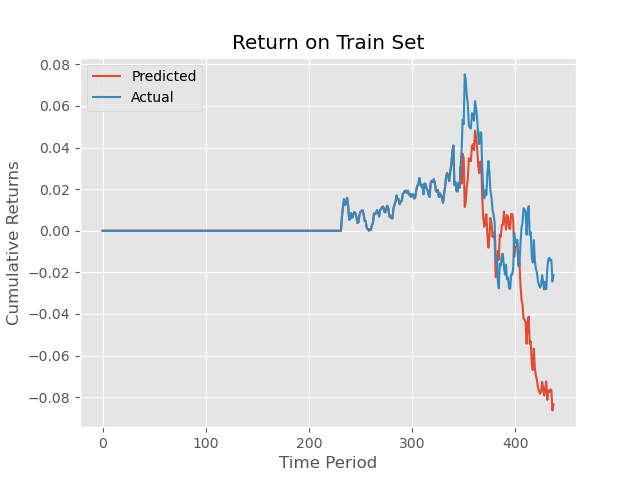 Return on Train Set
Predicted
Actual
0.08
0.06
0.04
0.02
0.00
−0.02
−0.04
−0.06
−0.08
Cumulative Returns
0 100 200 300 400
Time Period